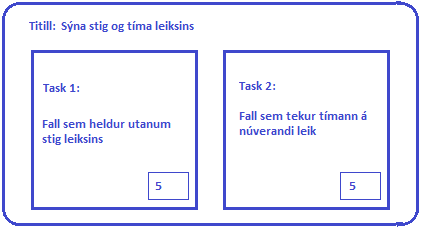 Titill: Sýna stig og tíma leiksins
Task 1:
Fall sem heldur utanum
stig leiksins
5
Task 2:
Fall sem tekur tímann á
núverandi leik
5